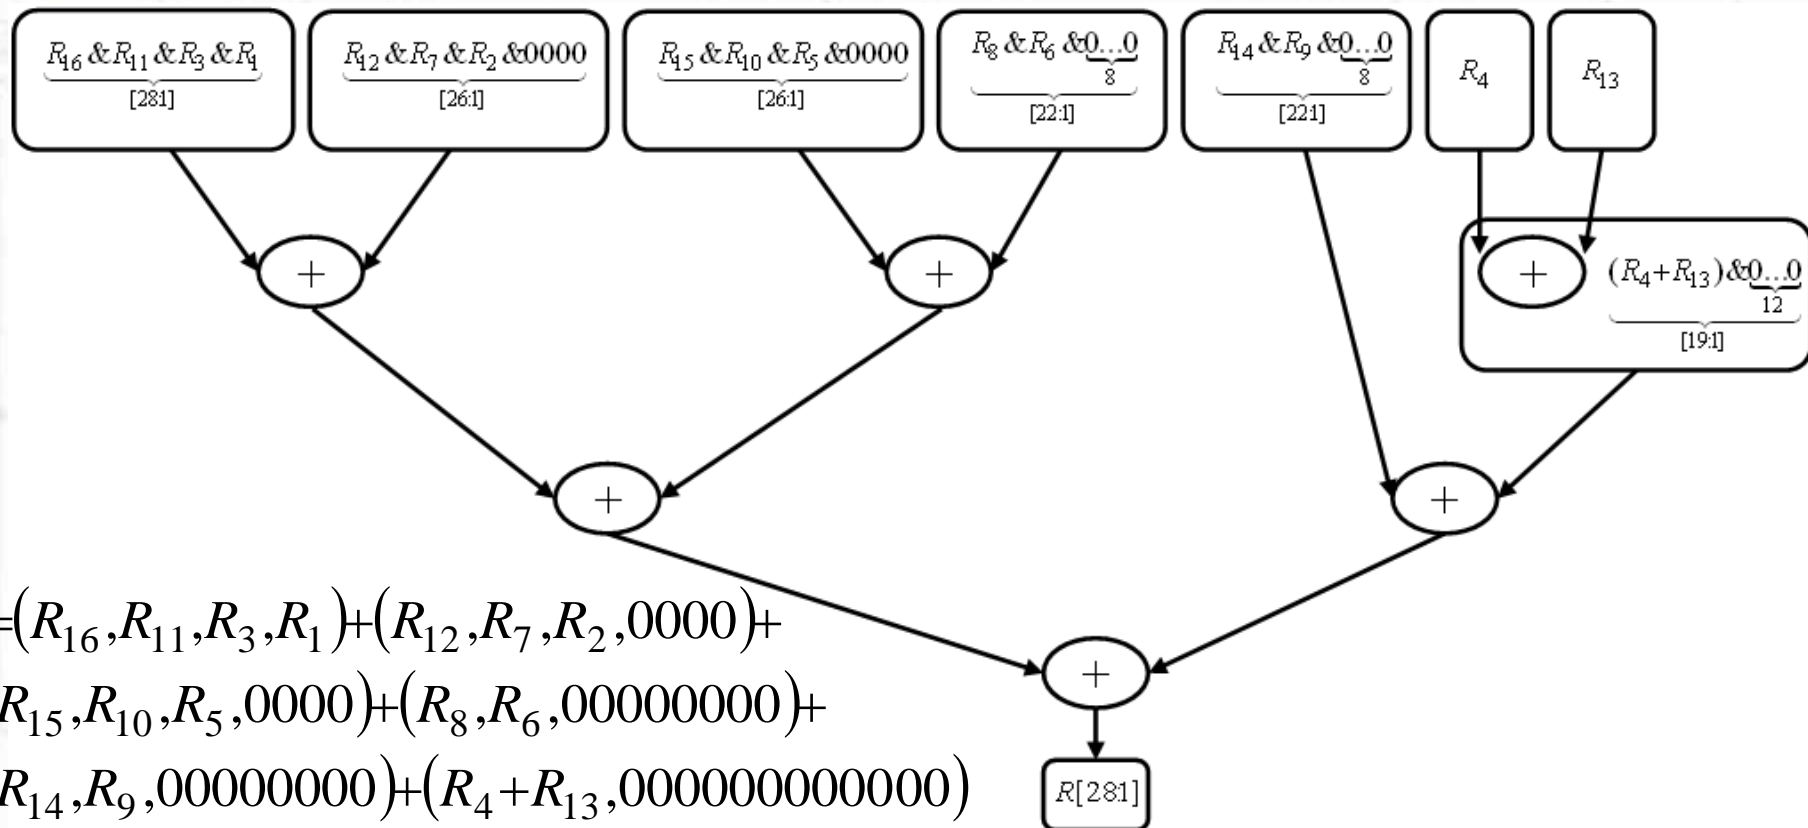 R16 &R11 &R3 &R1
[28:1]
R12 &R7 &R2 &0000
[26:1]
R15 &R10 &R5 &0000
[26:1]
R8 &R6 &0...0
8
[22:1]
R14 &R9 &0...0
8
[22:1]
R4
R13
+
+
+
(R4+R13)&0...0
12
[19:1]
+
+
=(R16,R11,R3,R1)+(R12,R7,R2,0000)+
+
R15,R10,R5,0000)+(R8,R6,00000000)+
R14,R9,00000000)+(R4+R13,000000000000)
R[28:1]